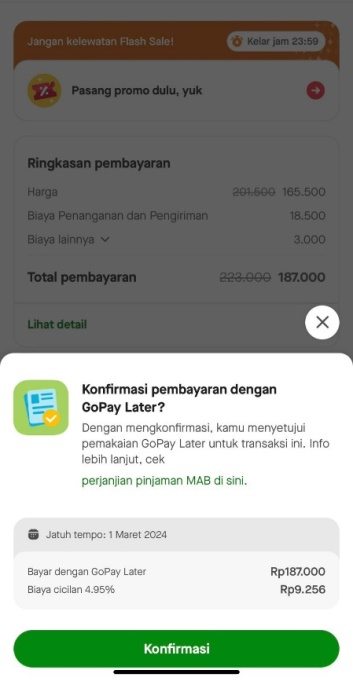 Jangan kelewatan Flash Sale!
Kelar jam 23:59
Pasang promo dulu, yuk
Ringkasan pembayaran
Harga 201.500 165.500
Biaya Penanganan dan Pengiriman 18.500
Biaya lainnya 3.000
Total pembayaran 223.000 187.000
Lihat detail
Konfirmasi pembayaran dengan
GoPay Later?
Dengan mengkonfirmasi, kamu menyetujui
pemakaian GoPay Later untuk transaksi ini. Info
lebih lanjut, cek
perjanjian pinjaman MAB di sini.
Jatuh tempo: 1 Maret 2024
Bayar dengan GoPay Later Rp187.000
Biaya cicilan 4.95% Rp9.256
Konfirmasi